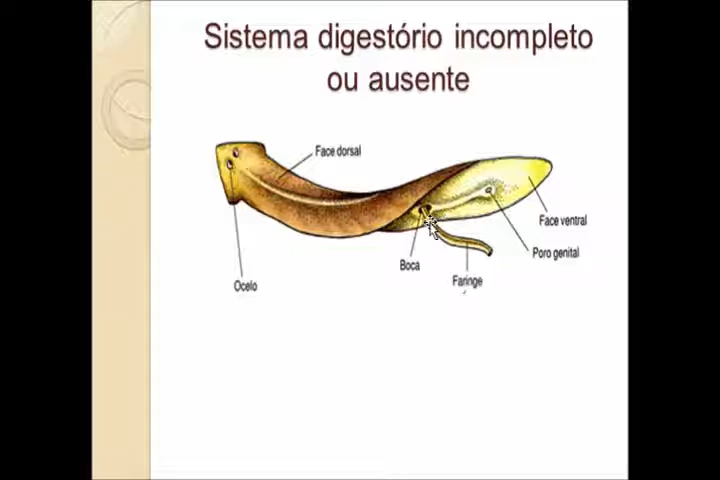 Sistema digestório incompleto
ou ausente
Face dorsal
Face ventral
Poro genital
Boca
Faringe
Ocelo